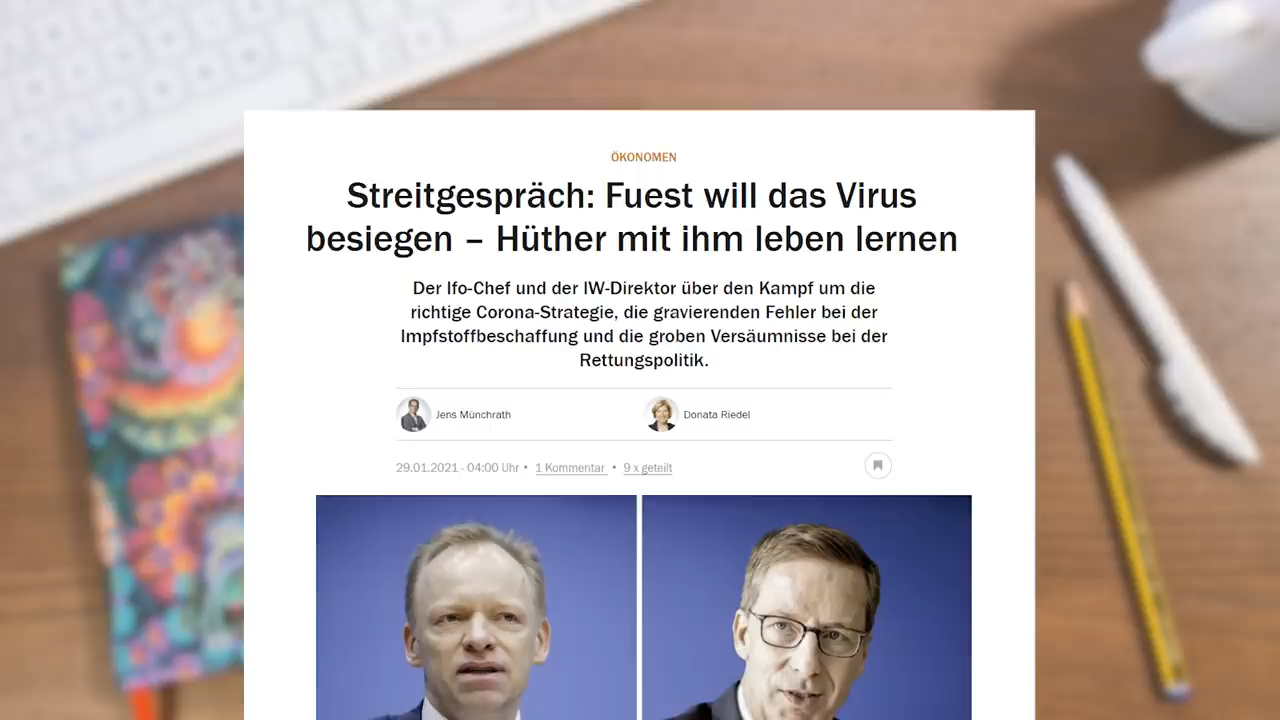 ÖKONOMEN
Streitgespräch: Fuest will das Virus
besiegen – Hüther mit ihm leben lernen
Der Ifo-Chef und der IW-Direktor über den Kampf um die
richtige Corona-Strategie, die gravierenden Fehler bei der
Impfstoffbeschaffung und die groben Versäumnisse bei der
Rettungspolitik.
Jens Münchrath
Donata Riedel
29.01.2021 - 04:00 Uhr • 1 Kommentar • 9 x geteilt